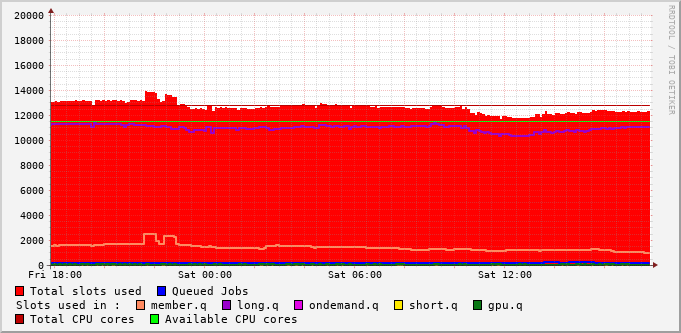 RRDTOOL / TOBI OETIKER
20000
18000
16000
14000
12000
10000
8000
6000
4000
2000
0
Fri 18:00 Sat 00:00 Sat 06:00 Sat 12:00
Total slots used Queued Jobs
Slots used in : member.q long.q ondemand.q short.q gpu.q
Total CPU cores Available CPU cores